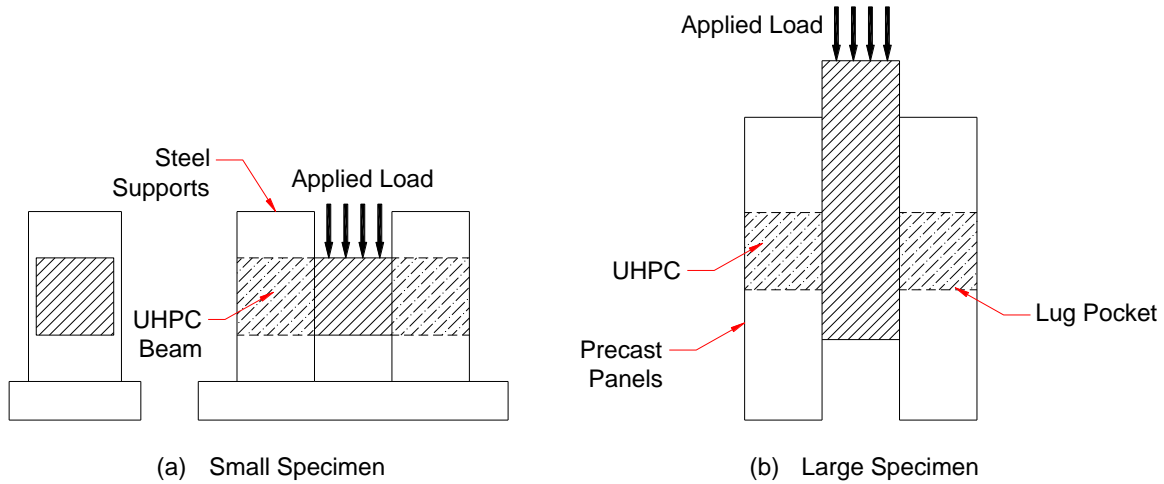 Steel
Supports
Applied Load
UHPC
Beam
(a) Small Specimen
Applied Load
UHPC
Lug Pocket
Precast
Panels
(b) Large Specimen